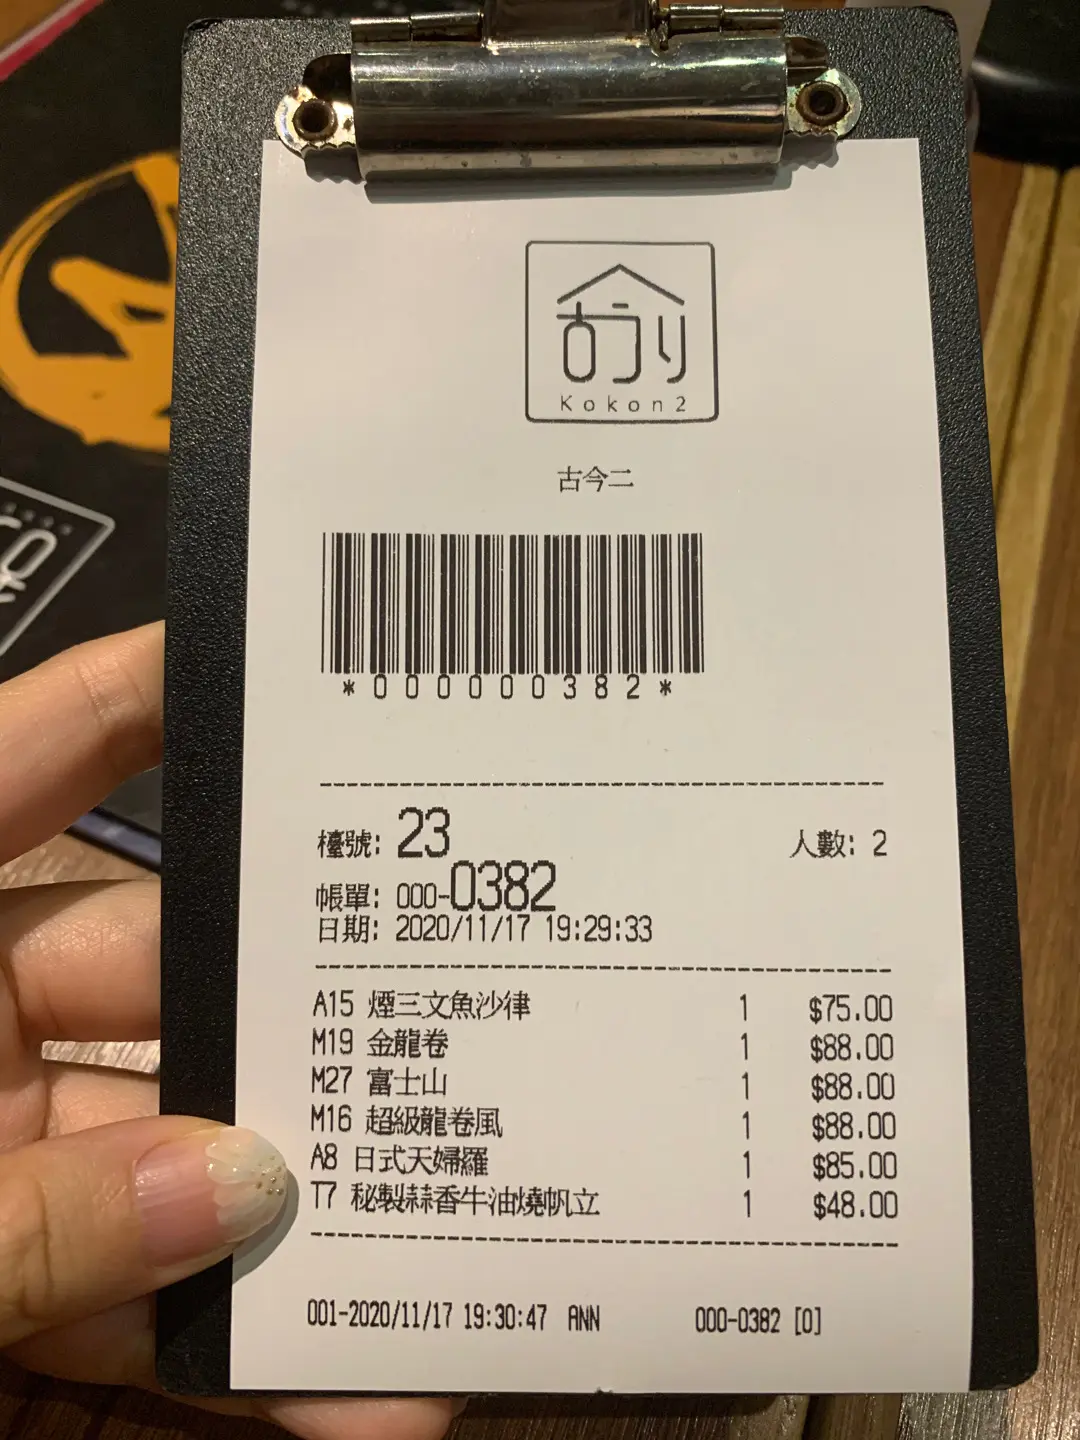 古今り
Kokon2
古今二
*000000382*
檯號: 23 人數: 2
帳單: 000-0382
日期: 2020/11/17 19:29:33
A15 煙三文魚沙律 1 $75.00
M19 金龍卷 1 $88.00
M27 富士山 1 $88.00
M16 超級龍卷風 1 $88.00
A8 日式天婦羅 1 $85.00
T7 秘製蒜香牛油燒帆立 1 $48.00
001-2020/11/17 19:30:47 ANN 000-0382 [0]